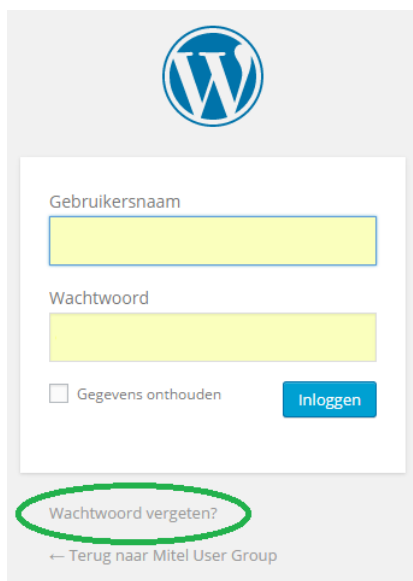 Gebruikersnaam
Wachtwoord
Gegevens onthouden
Inloggen
Wachtwoord vergeten?
← Terug naar Mitel User Group